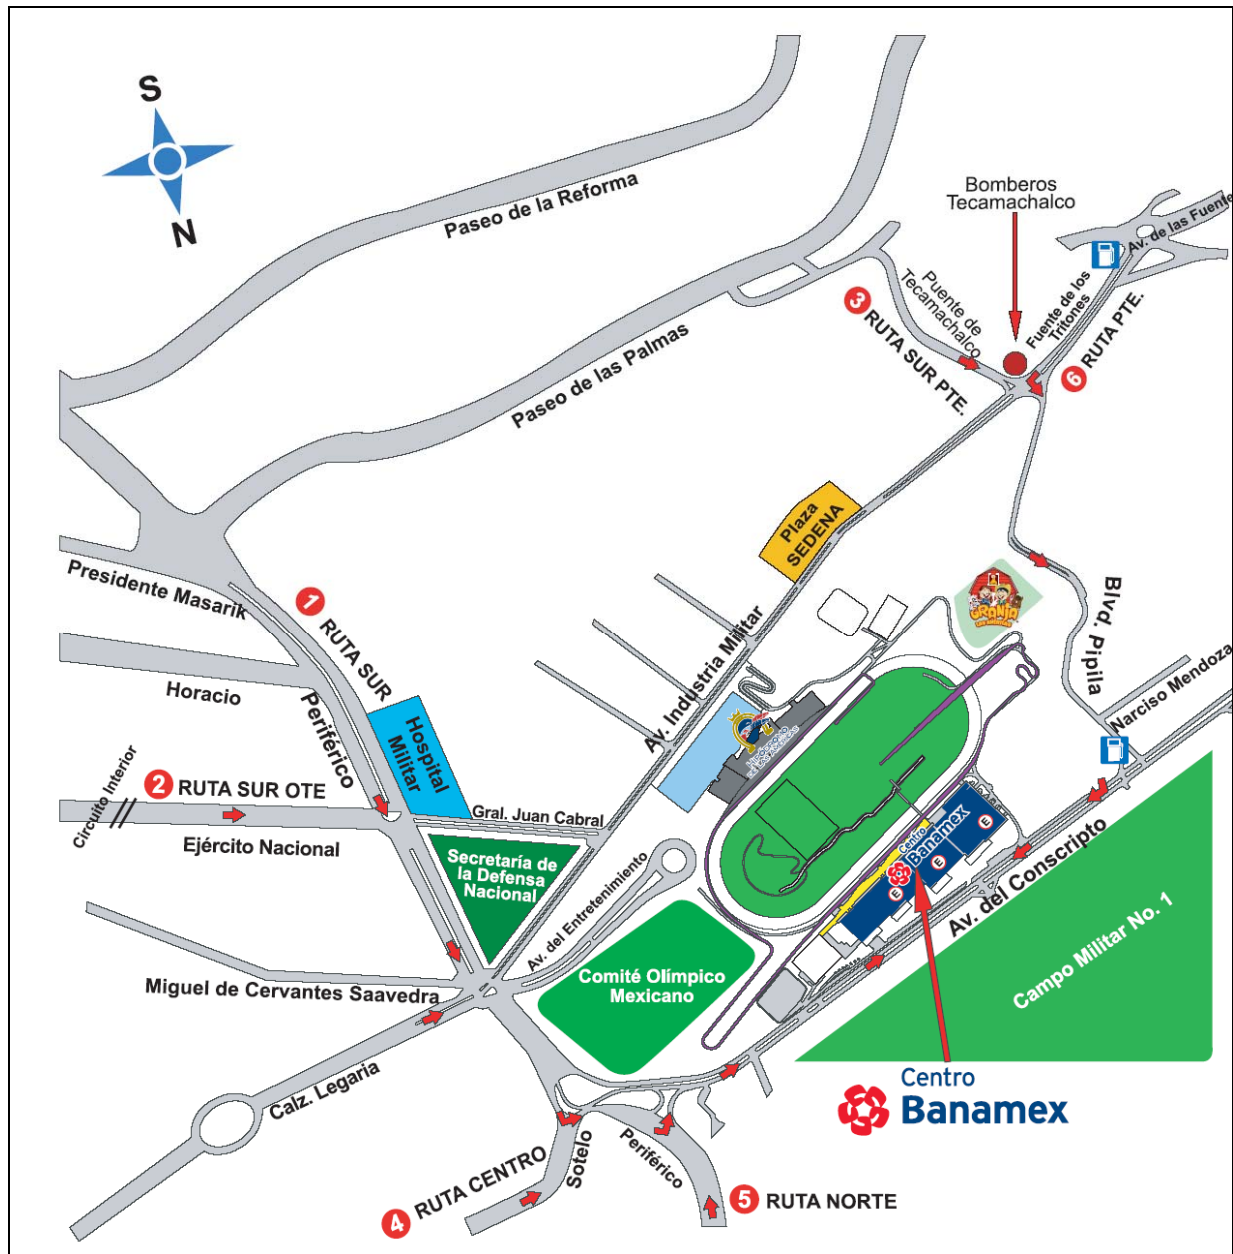 S
N
Paseo de la Reforma
Bomberos
Tecamachalco
Av. de las Fuente
Puente de
Tecamachalco
Fuente de los
Tritones
3 RUTA SUR PTE.
6 RUTA PTE.
Paseo de las Palmas
Plaza
SEDENA
Presidente Masarik
1 RUTA SUR
GRANJA
Blvd. Pipila
Narciso Mendoza
Horacio
Periférico
Hospital
Militar
Av. Industria Militar
Circuito Interior
2 RUTA SUR OTE
Ejército Nacional
Gral. Juan Cabral
Secretaría de
la Defensa
Nacional
Av. del Entretenimiento
Centro
Banamex
E
E
E
Av. del Conscripto
Campo Militar No. 1
Comité Olímpico
Mexicano
Miguel de Cervantes Saavedra
Calz. Legaria
Centro
Banamex
Sotelo
Periférico
4 RUTA CENTRO
5 RUTA NORTE